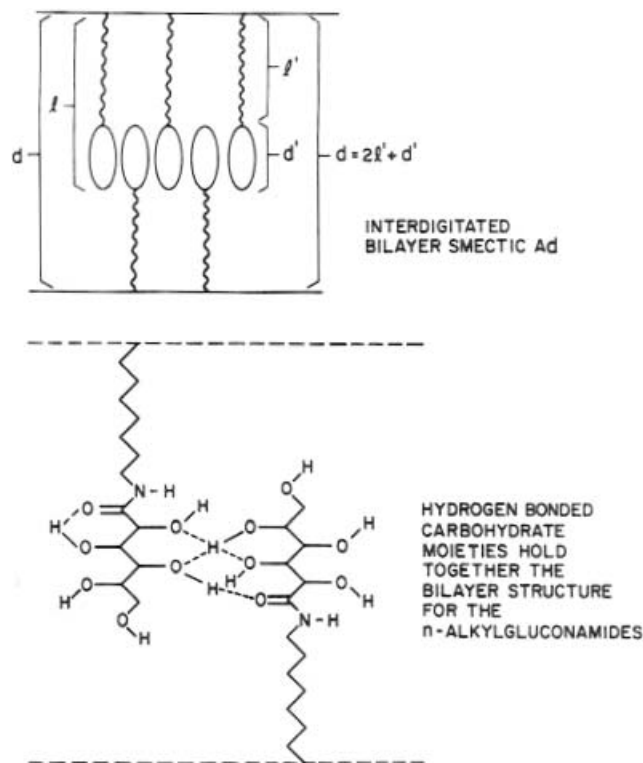 l
l'
d
d'
d = 2l' + d'
INTERDIGITATED
BILAYER SMECTIC Ad
H
O
N-H
H
O
H
O
H
O
H
O
H
O
H
O
H
O
H
O
H
O
H
O
H
O
N-H
HYDROGEN BONDED
CARBOHYDRATE
MOIETIES HOLD
TOGETHER THE
BILAYER STRUCTURE
FOR THE
n-ALKYLGLUCONAMIDES